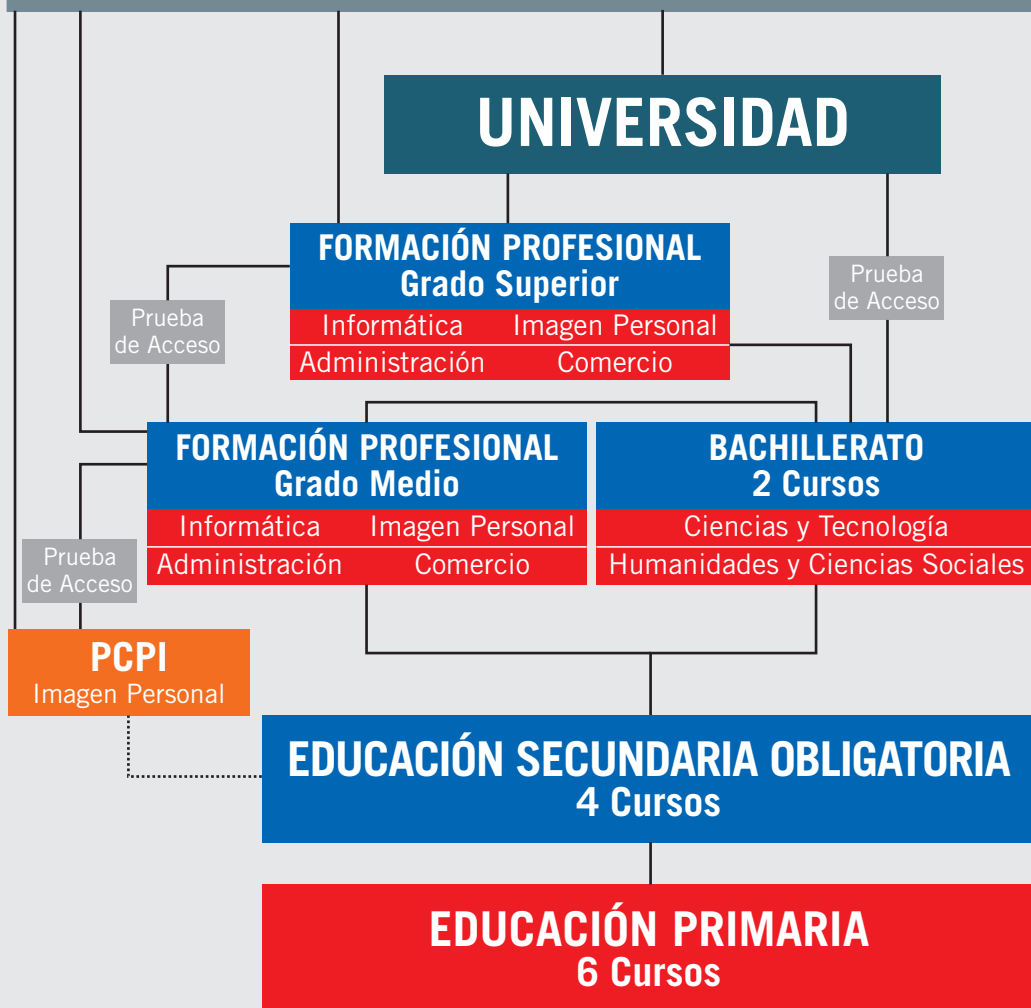 UNIVERSIDAD
FORMACIÓN PROFESIONAL
Grado Superior
Informática Imagen Personal
Administración Comercio
Prueba
de Acceso
Prueba
de Acceso
FORMACIÓN PROFESIONAL
Grado Medio
Informática Imagen Personal
Administración Comercio
BACHILLERATO
2 Cursos
Ciencias y Tecnología
Humanidades y Ciencias Sociales
Prueba
de Acceso
PCPI
Imagen Personal
EDUCACIÓN SECUNDARIA OBLIGATORIA
4 Cursos
EDUCACIÓN PRIMARIA
6 Cursos